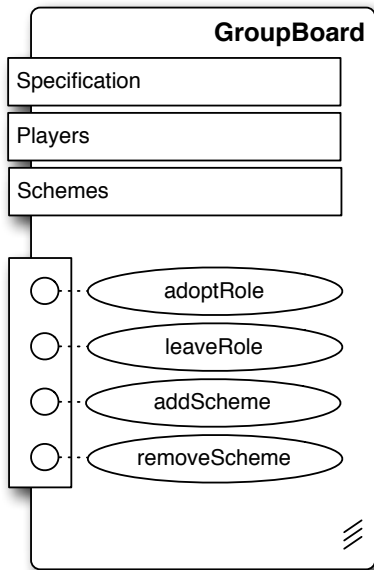 GroupBoard
Specification
Players
Schemes
adoptRole
leaveRole
addScheme
removeScheme